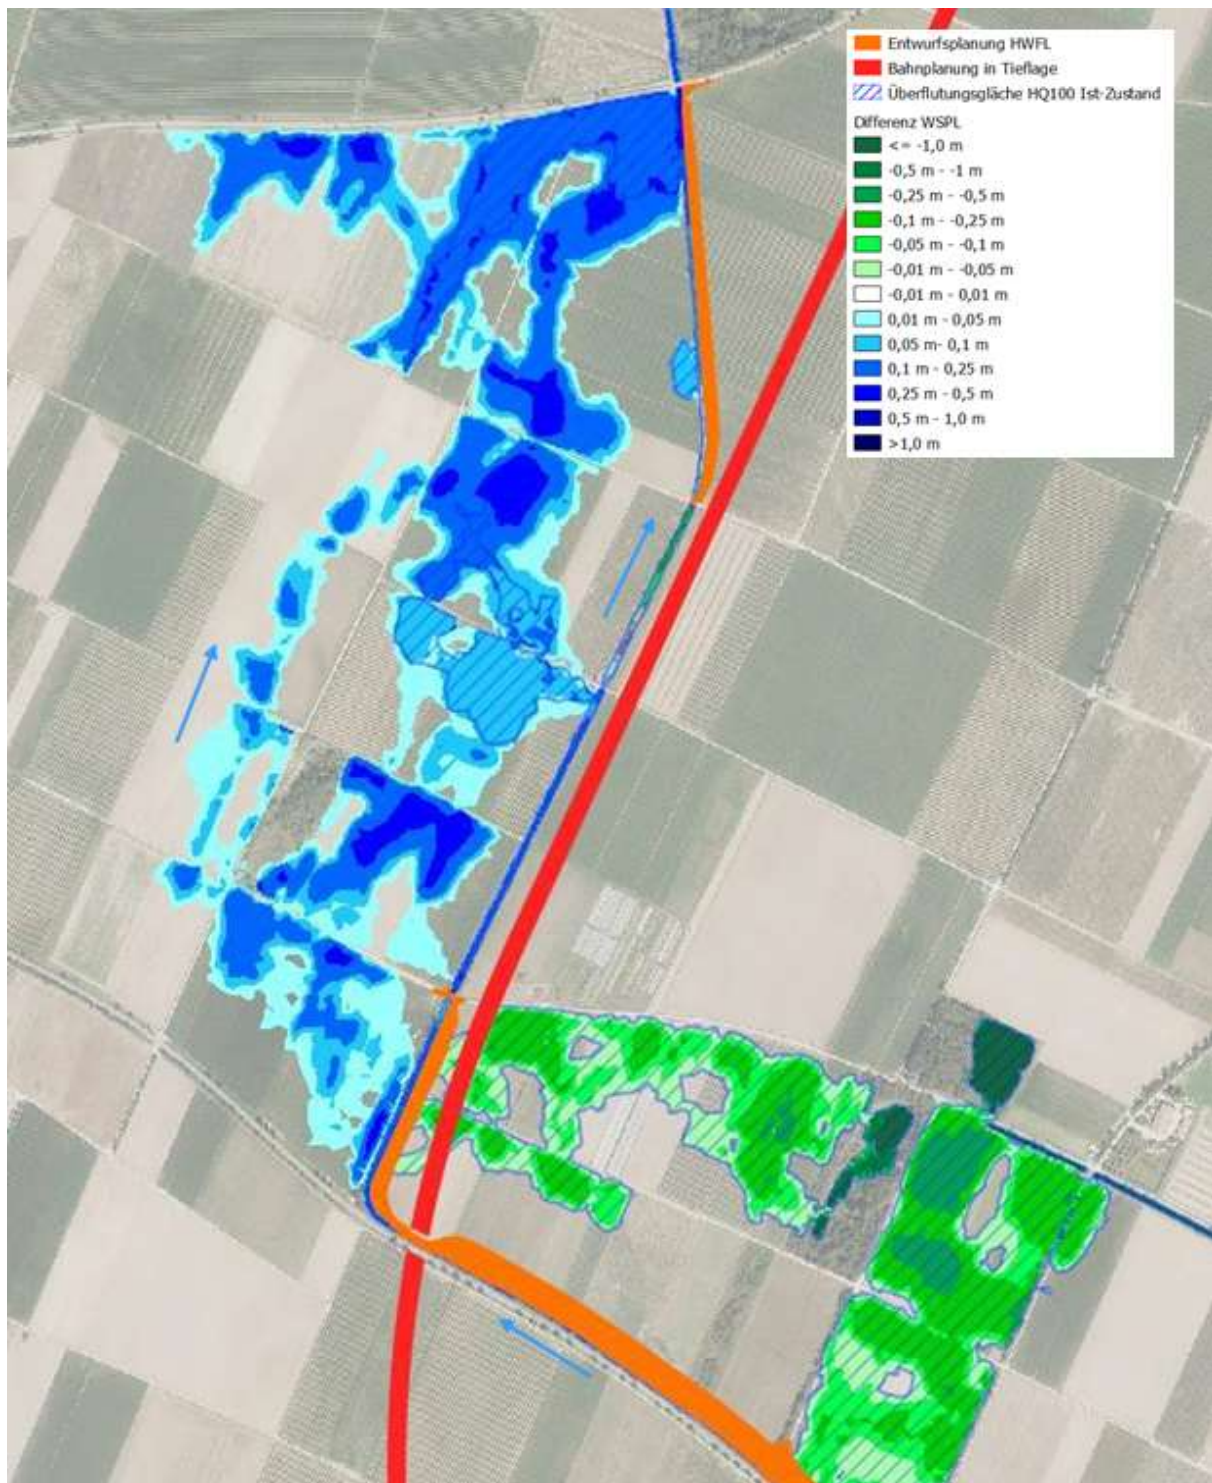 Entwurfsplanung HWFL
Bahnplanung in Tieflage
Überflutungsgläche HQ100 Ist-Zustand
Differenz WSPL
<= -1,0 m
-0,5 m - -1 m
-0,25 m - -0,5 m
-0,1 m - -0,25 m
-0,05 m - -0,1 m
-0,01 m - -0,05 m
-0,01 m - 0,01 m
0,01 m - 0,05 m
0,05 m- 0,1 m
0,1 m - 0,25 m
0,25 m - 0,5 m
0,5 m - 1,0 m
>1,0 m